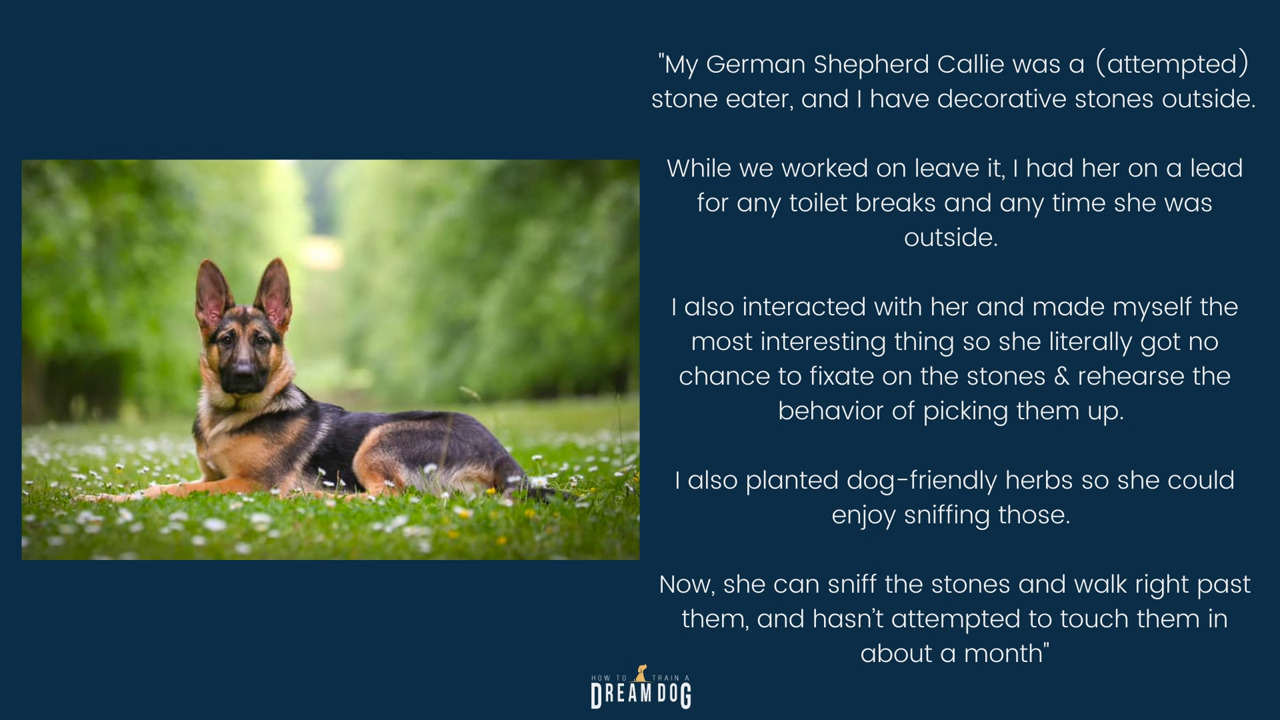 "My German Shepherd Callie was a (attempted)
stone eater, and I have decorative stones outside.
While we worked on leave it, I had her on a lead
for any toilet breaks and any time she was
outside.
I also interacted with her and made myself the
most interesting thing so she literally got no
chance to fixate on the stones & rehearse the
behavior of picking them up.
I also planted dog-friendly herbs so she could
enjoy sniffing those.
Now, she can sniff the stones and walk right past
them, and hasn't attempted to touch them in
about a month"
HOW TO TRAIN A
DREAM DOG